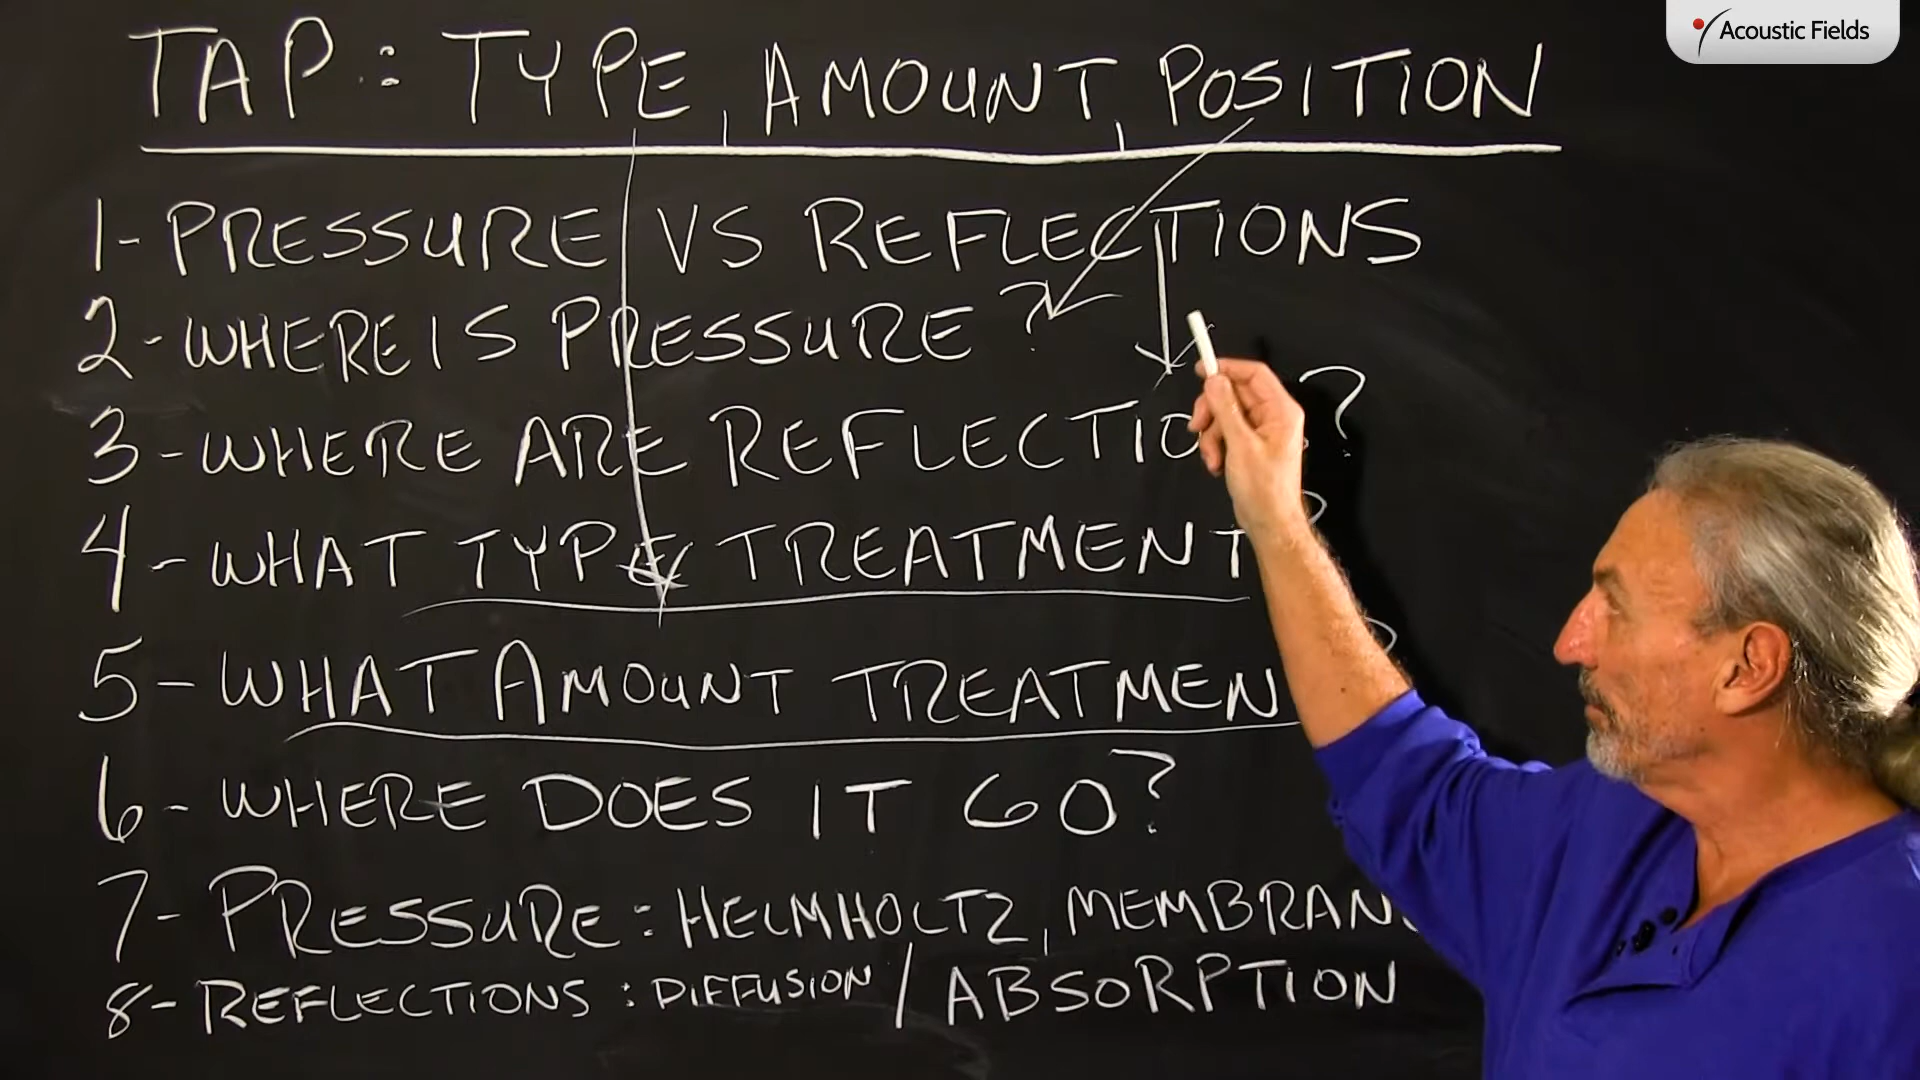 Acoustic Fields
TAP : TYPE, AMOUNT, POSITION
1- PRESSURE VS REFLECTIONS
2- WHERE IS PRESSURE ?
3- WHERE ARE REFLECTIO ?
4- WHAT TYPE TREATMENT ?
5- WHAT AMOUNT TREATMEN ?
6- WHERE DOES IT GO?
7- PRESSURE : HELMHOLTZ, MEMBRAN
8- REFLECTIONS : DIFFUSION / ABSORPTION